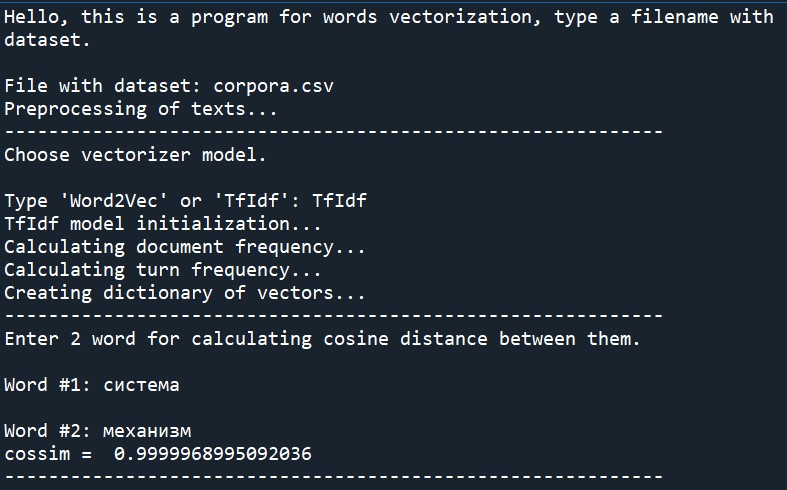 Hello, this is a program for words vectorization, type a filename with
dataset.
File with dataset: corpora.csv
Preprocessing of texts...
------------------------------------------------------------
Choose vectorizer model.
Type 'Word2Vec' or 'TfIdf': TfIdf
TfIdf model initialization...
Calculating document frequency...
Calculating turn frequency...
Creating dictionary of vectors...
------------------------------------------------------------
Enter 2 word for calculating cosine distance between them.
Word #1: система
Word #2: механизм
cossim =  0.9999968995092036
------------------------------------------------------------